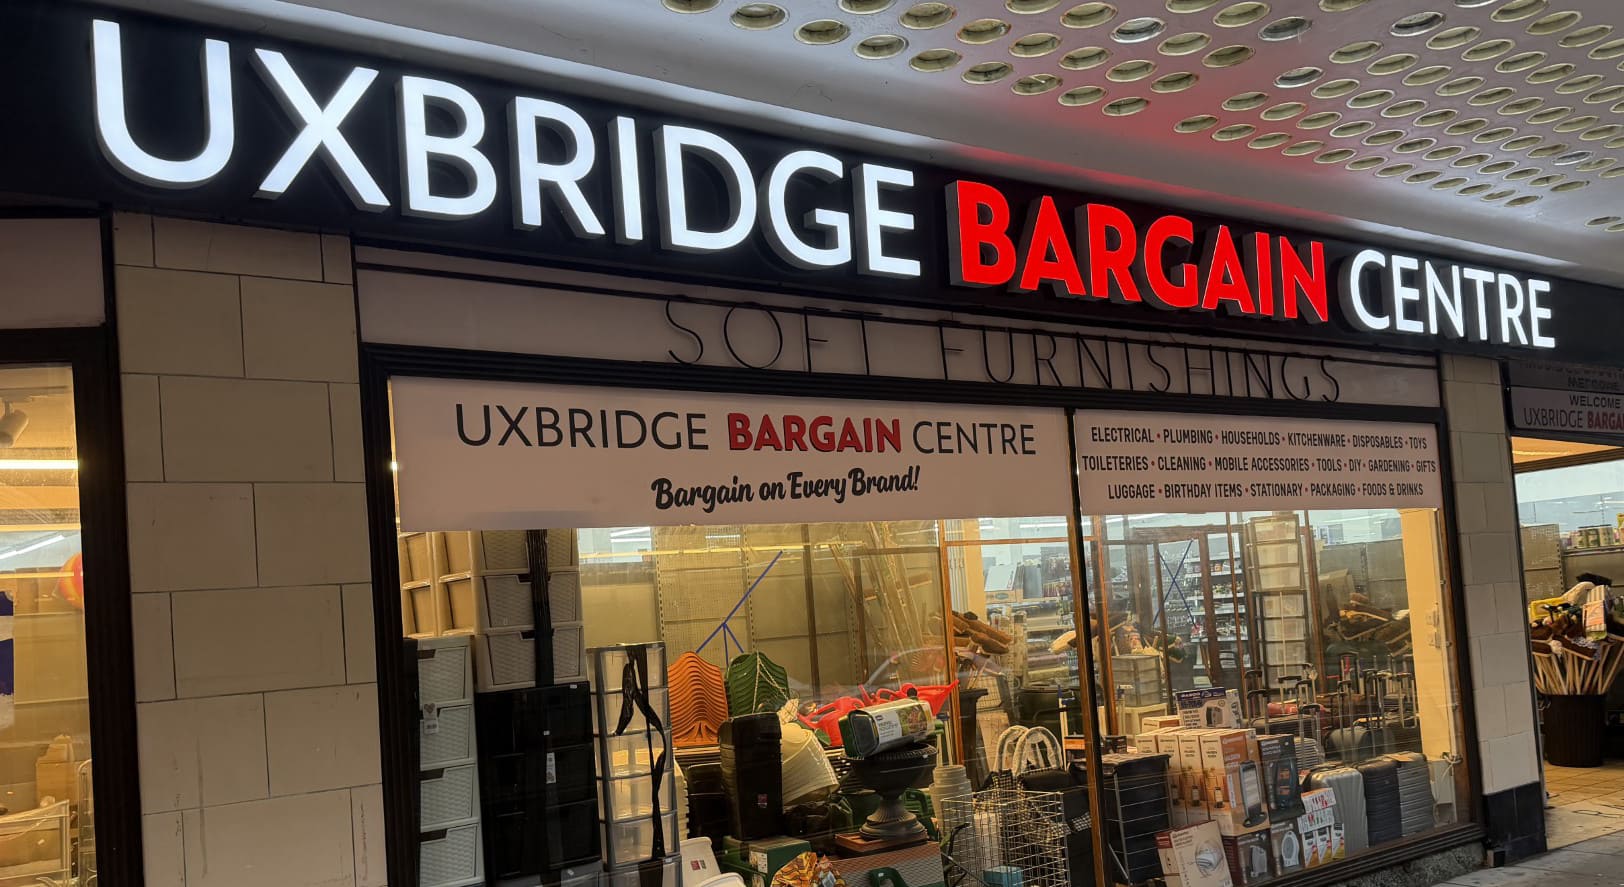 UXBRIDGE BARGAIN CENTRE
SOFT FURNISHINGS
UXBRIDGE BARGAIN CENTRE
Bargain on Every Brand!
ELECTRICAL • PLUMBING • HOUSEHOLDS • KITCHENWARE • DISPOSABLES • TOYS
TOILETERIES • CLEANING • MOBILE ACCESSORIES • TOOLS • DIY • GARDENING • GIFTS
LUGGAGE • BIRTHDAY ITEMS • STATIONARY • PACKAGING • FOODS & DRINKS
WELCOME
UXBRIDGE BARGA